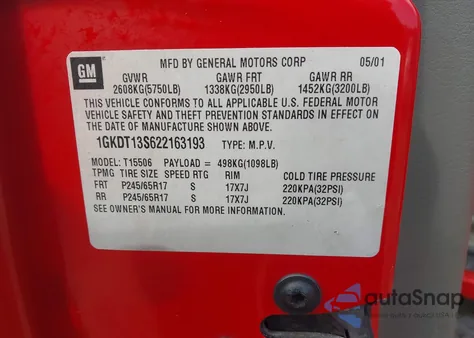 GM
MFD BY GENERAL MOTORS CORP 05/01
GVWR GAWR FRT GAWR RR
2608KG(5750LB) 1338KG(2950LB) 1452KG(3200LB)
THIS VEHICLE CONFORMS TO ALL APPLICABLE U.S. FEDERAL MOTOR
VEHICLE SAFETY AND THEFT PREVENTION STANDARDS IN EFFECT ON
THE DATE OF MANUFACTURE SHOWN ABOVE.
1GKDT13S622163193 TYPE: M.P.V.
MODEL: T15506 PAYLOAD = 498KG(1098LB)
TPMG TIRE SIZE SPEED RTG RIM COLD TIRE PRESSURE
FRT P245/65R17 S 17X7J 220KPA(32PSI)
RR P245/65R17 S 17X7J 220KPA(32PSI)
SEE OWNER'S MANUAL FOR MORE INFORMATION.
autoSnap